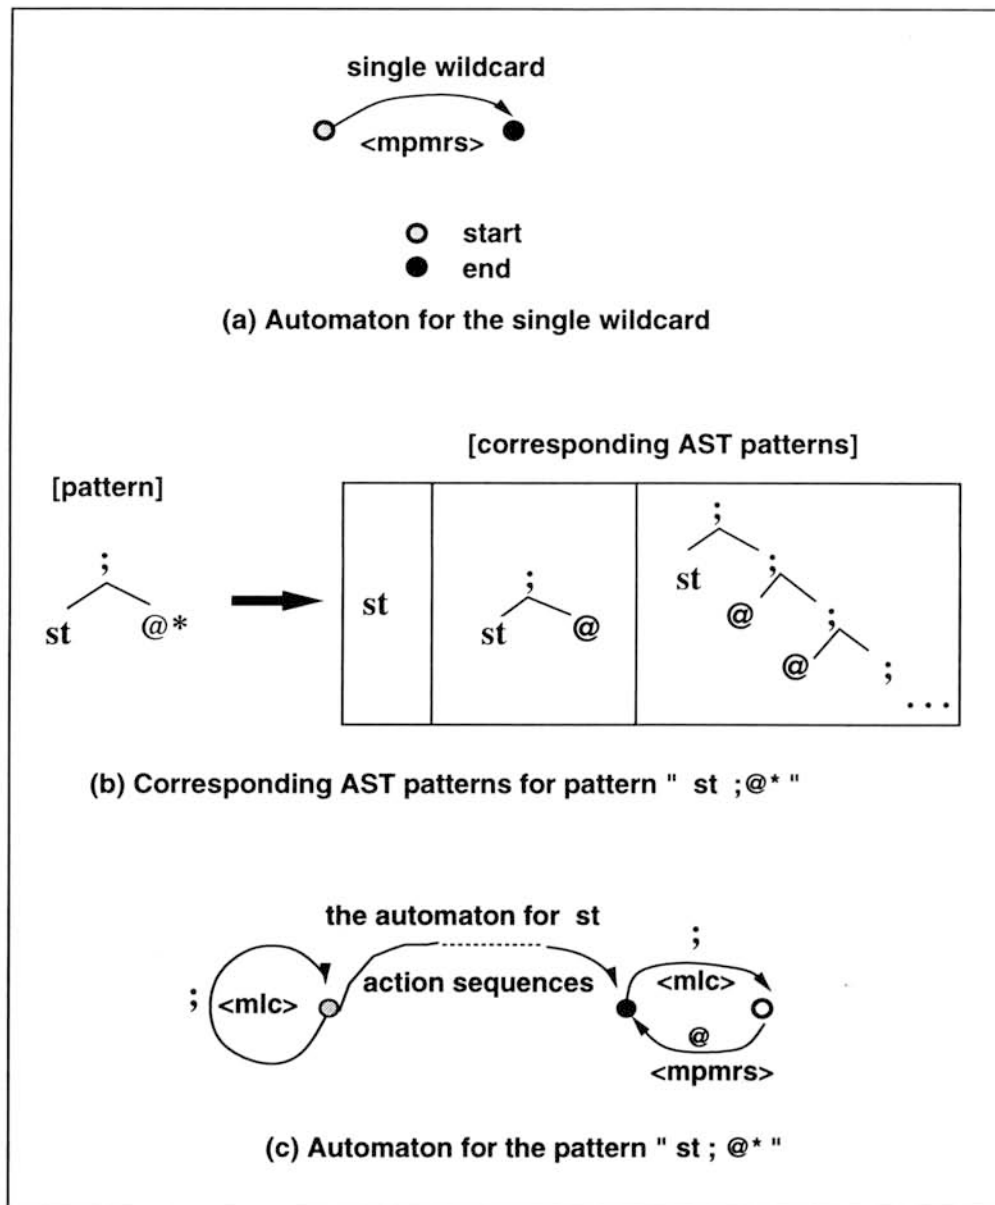 single wildcard
<mpmrs>
start
end
(a) Automaton for the single wildcard
[corresponding AST patterns]
[pattern]
;
st @*
st
;
st @
;
st ;
@ ;
@ ;
...
(b) Corresponding AST patterns for pattern " st ;@* "
the automaton for st
;
; <mlc> action sequences <mlc>
@
<mpmrs>
(c) Automaton for the pattern " st ; @* "